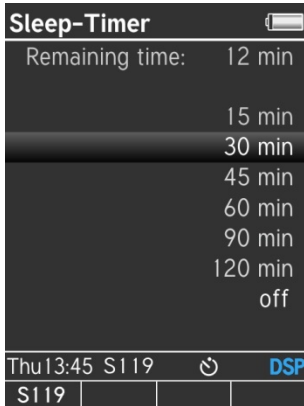 Sleep-Timer
Remaining time: 12 min
15 min
30 min
45 min
60 min
90 min
120 min
off
Thu13:45 S119 DSP
S119